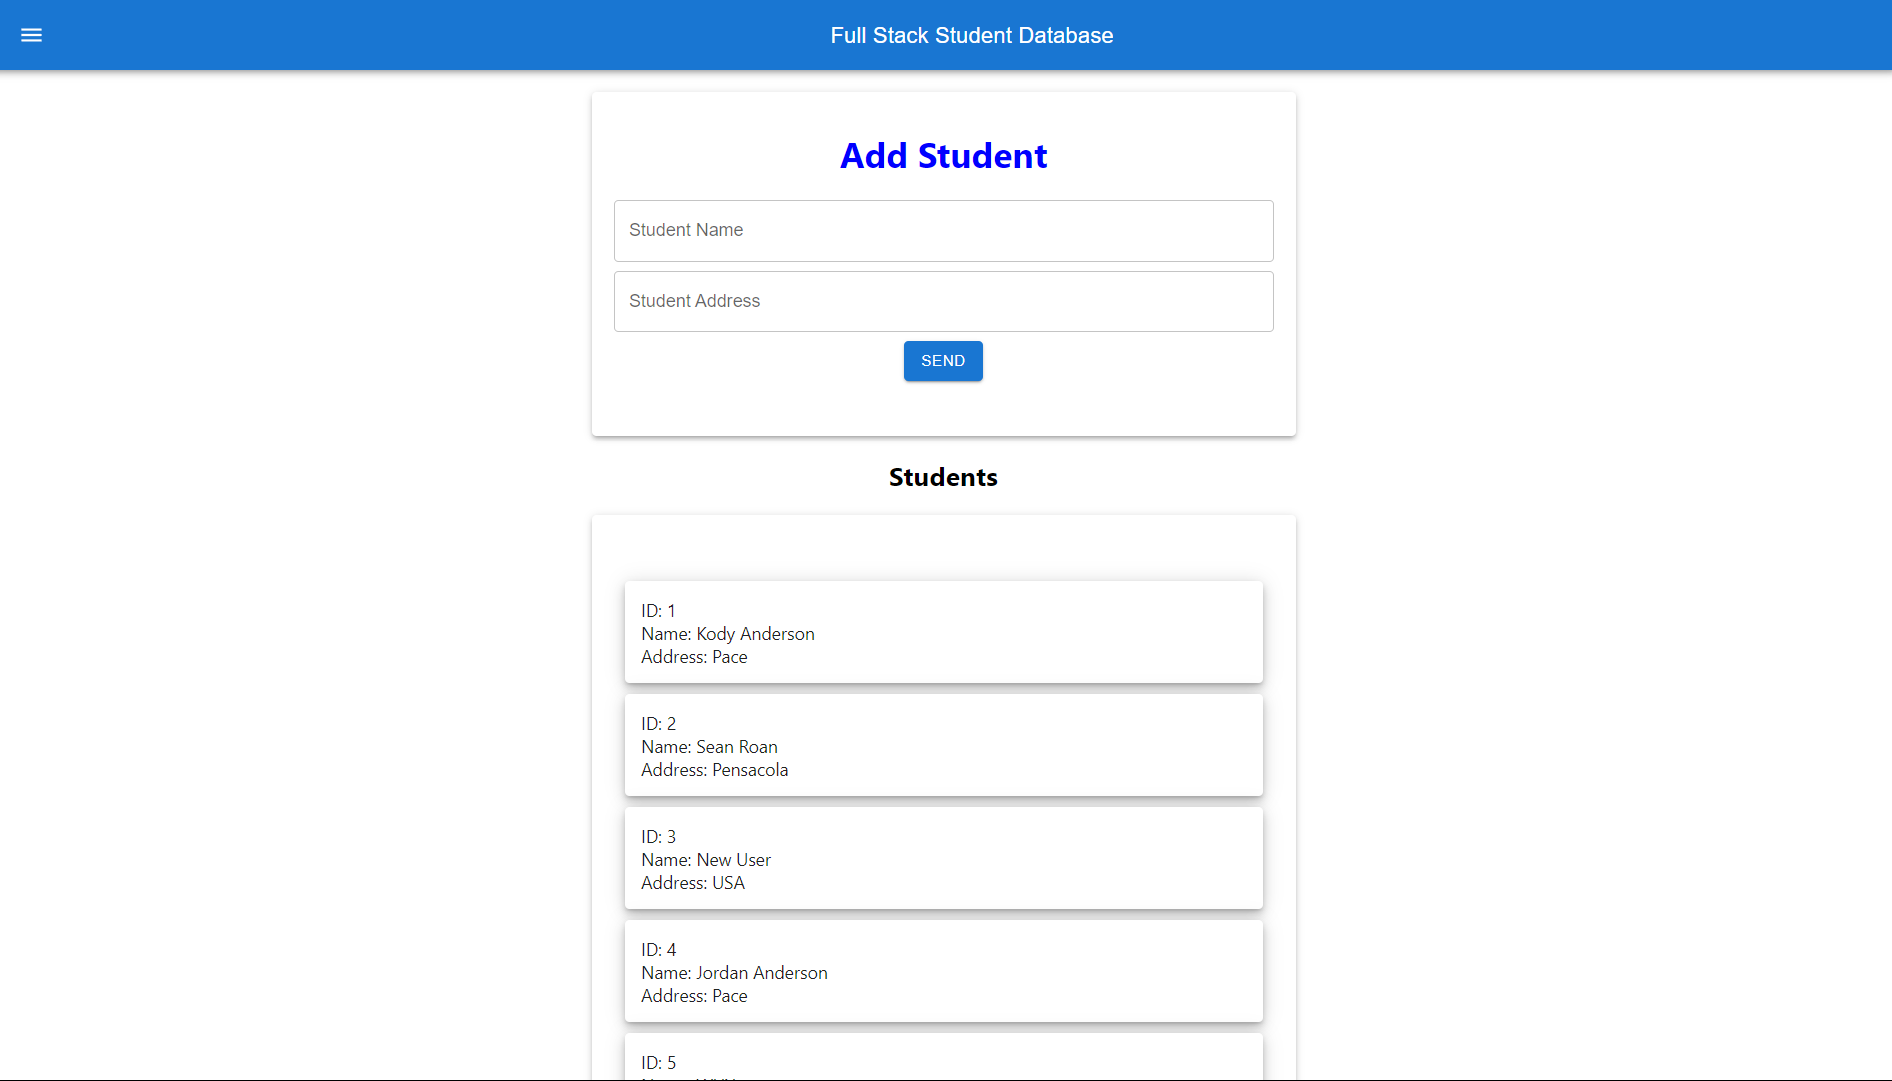 Full Stack Student Database
Add Student
Student Name
Student Address
SEND
Students
ID: 1
Name: Kody Anderson
Address: Pace
ID: 2
Name: Sean Roan
Address: Pensacola
ID: 3
Name: New User
Address: USA
ID: 4
Name: Jordan Anderson
Address: Pace
ID: 5